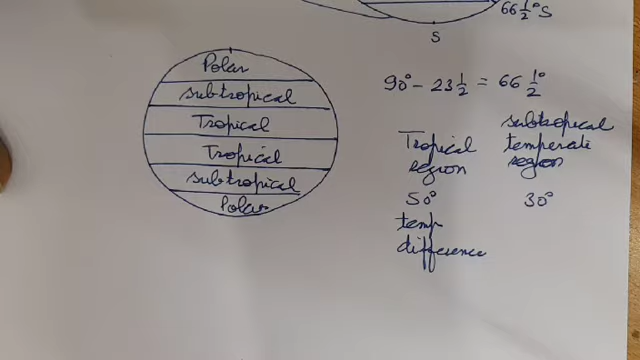 66 1/2° S
S
Polar
subtropical
Tropical
Tropical
subtropical
Polar
90° - 23 1/2 = 66 1/2°
Tropical
region
50°
temp
difference
subtropical
temperate
region
30°